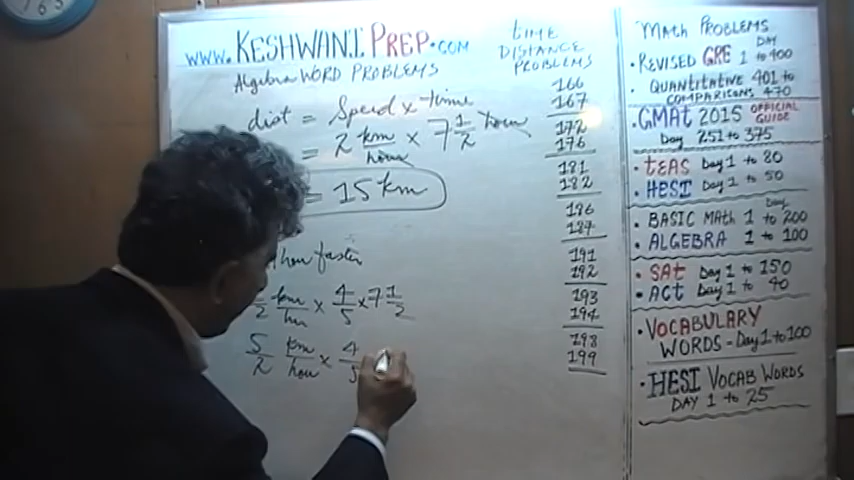 www.KESHWANIPREP.COM
Algebra WORD PROBLEMS
dist = Speed × time
= 2 km/hour × 7 1/2 hour
= 15 km
hour faster
/2 km/hr × 4/5 × 7 1/2
5/2 km/hour × 4/5
TIME
DISTANCE
PROBLEMS
166
167
172
176
181
182
186
187
191
192
193
194
198
199
MATH PROBLEMS
• REVISED GRE DAY 1 to 400
• QUANTITATIVE 401 to
COMPARISONS 470
• GMAT 2015 OFFICIAL GUIDE
Day 251 to 375
• TEAS Day 1 to 80
• HESI Day 1 to 50
Day
• BASIC MATH 1 to 200
• ALGEBRA 1 to 100
• SAT Day 1 to 150
• ACT Day 1 to 40
• VOCABULARY
WORDS - Day 1 to 100
• HESI VOCAB WORDS
DAY 1 to 25